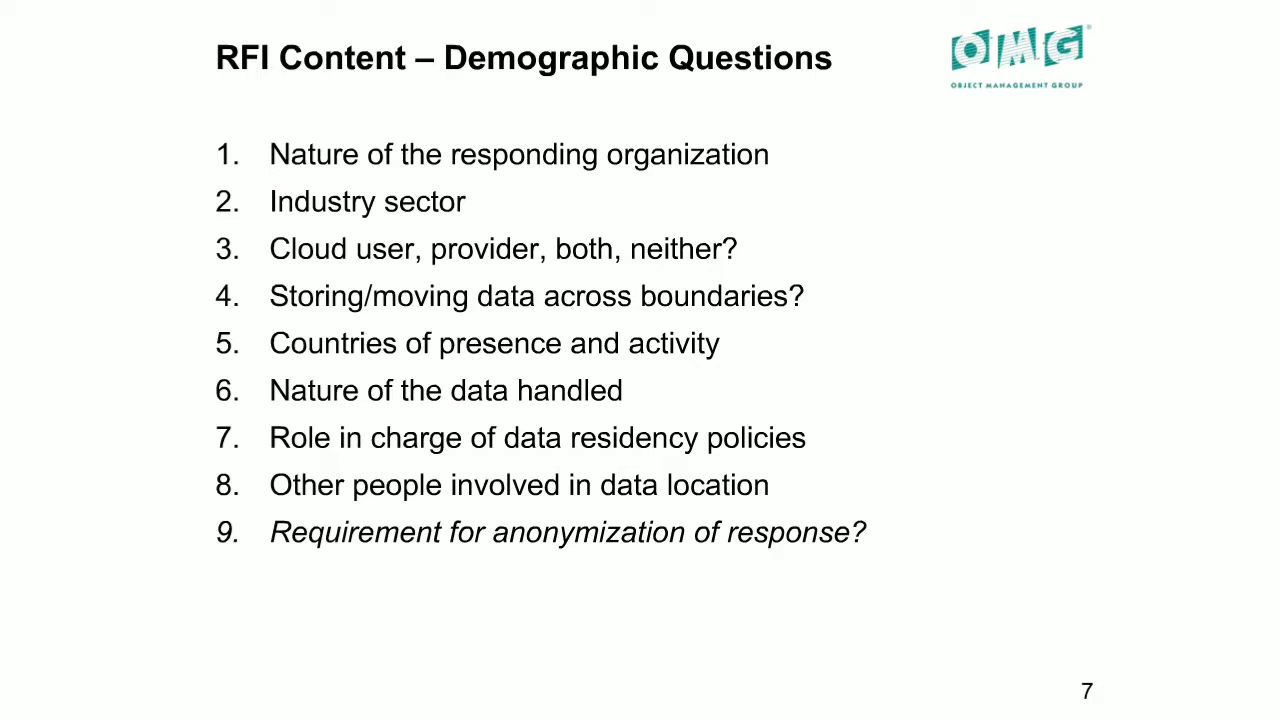 RFI Content – Demographic Questions
OMG®
OBJECT MANAGEMENT GROUP
1. Nature of the responding organization
2. Industry sector
3. Cloud user, provider, both, neither?
4. Storing/moving data across boundaries?
5. Countries of presence and activity
6. Nature of the data handled
7. Role in charge of data residency policies
8. Other people involved in data location
9. Requirement for anonymization of response?
7